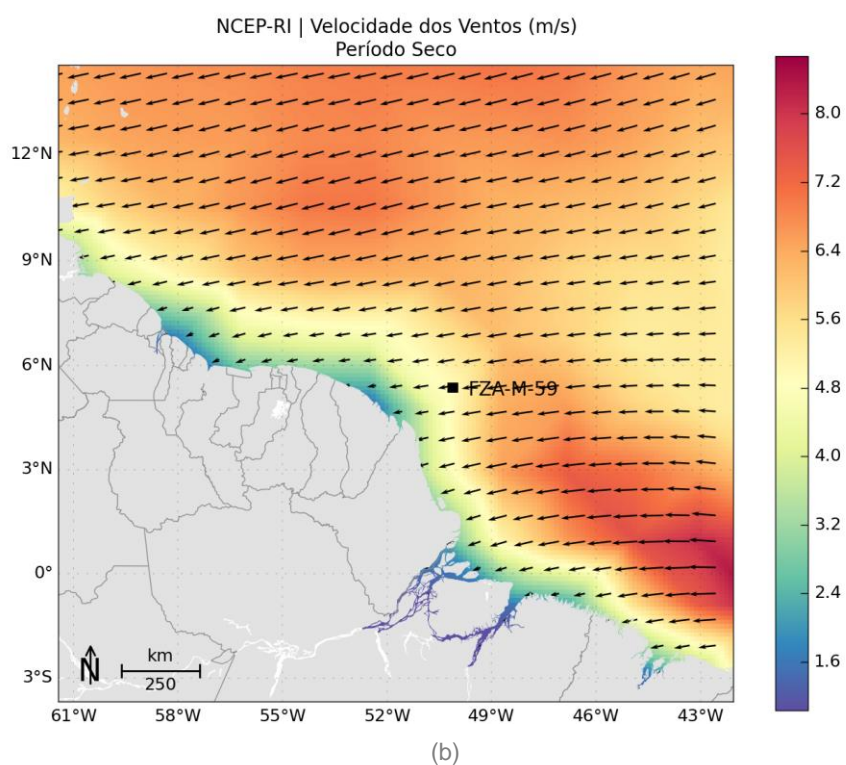 NCEP-RI | Velocidade dos Ventos (m/s)
Período Seco
12°N
9°N
6°N
3°N
0°
3°S
61°W
58°W
55°W
52°W
49°W
46°W
43°W
FZA-M-59
N
km
250
8.0
7.2
6.4
5.6
4.8
4.0
3.2
2.4
1.6
(b)